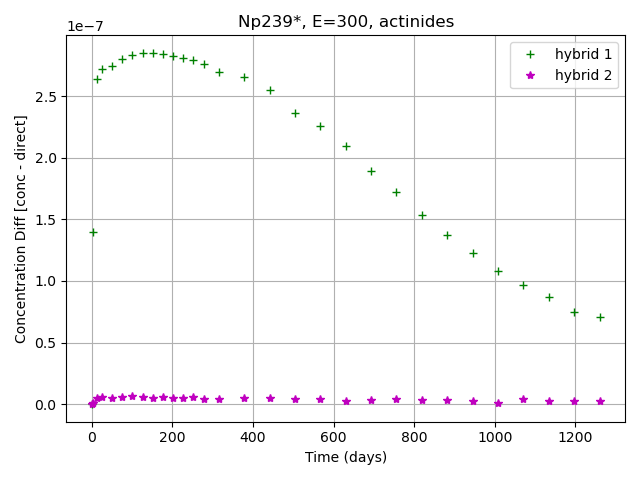 Np239*, E=300, actinides
1e−7
hybrid 1
hybrid 2
2.5
2.0
1.5
1.0
0.5
0.0
Concentration Diff [conc - direct]
0 200 400 600 800 1000 1200
Time (days)